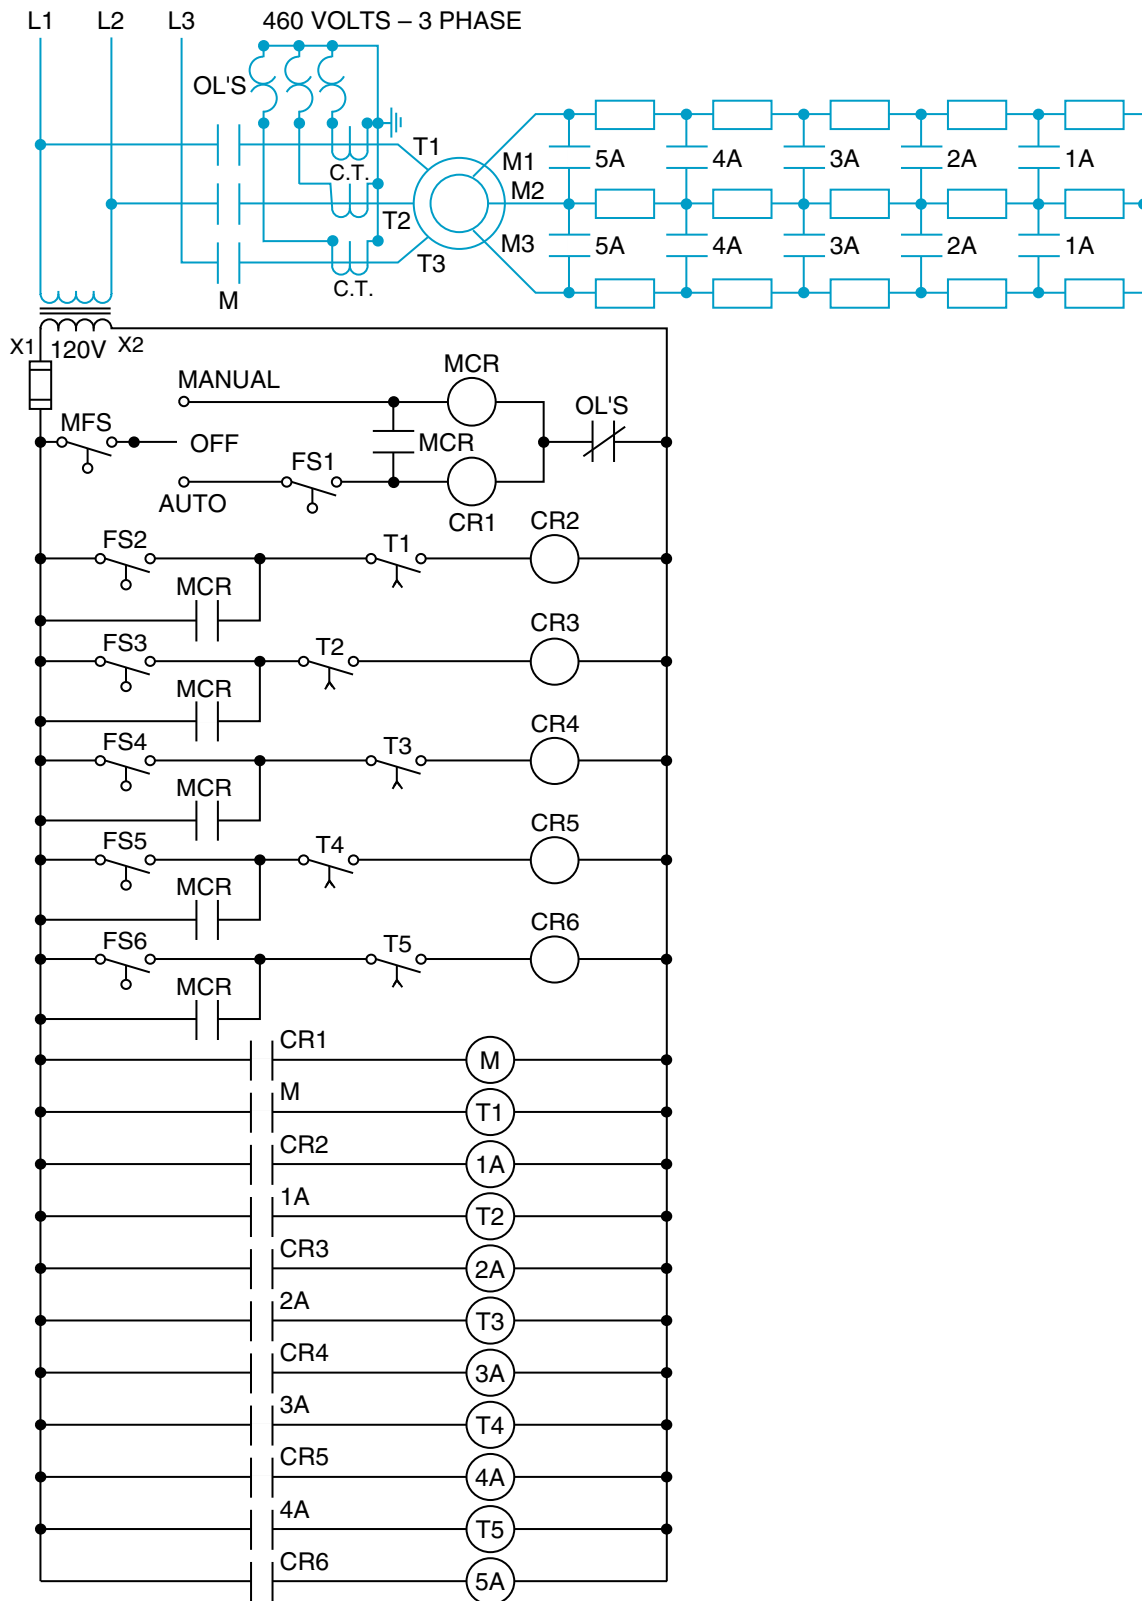 L1 L2 L3 460 VOLTS – 3 PHASE
OL'S
T1
C.T.
M1 5A 4A 3A 2A 1A
M2
T2
M3 5A 4A 3A 2A 1A
T3
C.T.
M
X1 120V X2
MCR
MANUAL
OL'S
MFS
OFF
MCR
FS1
AUTO
CR1
CR2
FS2 T1
MCR
CR3
FS3 T2
MCR
CR4
FS4 T3
MCR
CR5
FS5 T4
MCR
CR6
FS6 T5
MCR
CR1 M
M T1
CR2 1A
1A T2
CR3 2A
2A T3
CR4 3A
3A T4
CR5 4A
4A T5
CR6 5A